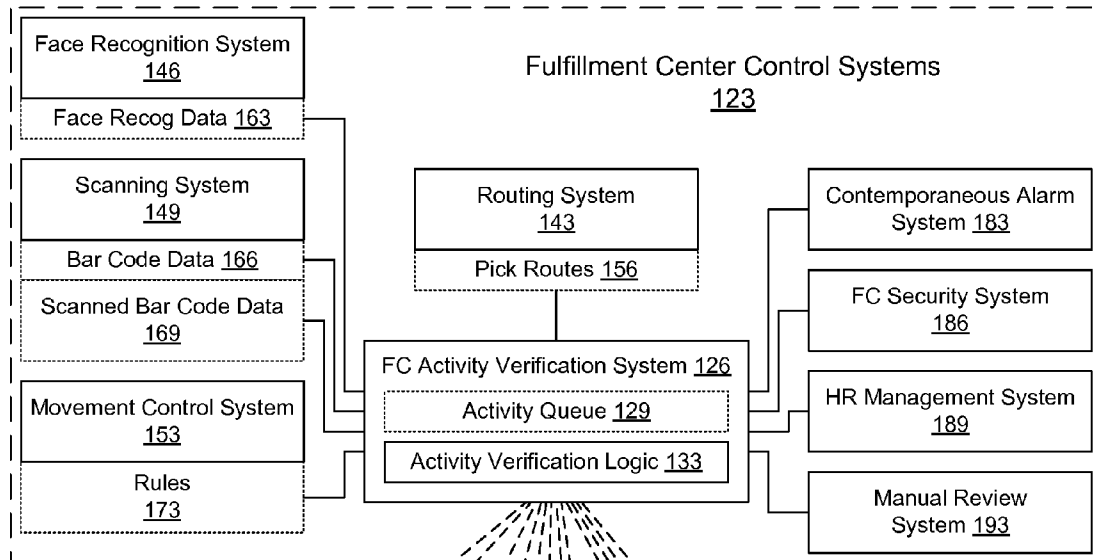 Face Recognition System
146
Face Recog Data 163
Scanning System
149
Bar Code Data 166
Scanned Bar Code Data
169
Movement Control System
153
Rules
173
Fulfillment Center Control Systems
123
Routing System
143
Pick Routes 156
FC Activity Verification System 126
Activity Queue 129
Activity Verification Logic 133
Contemporaneous Alarm
System 183
FC Security System
186
HR Management System
189
Manual Review
System 193